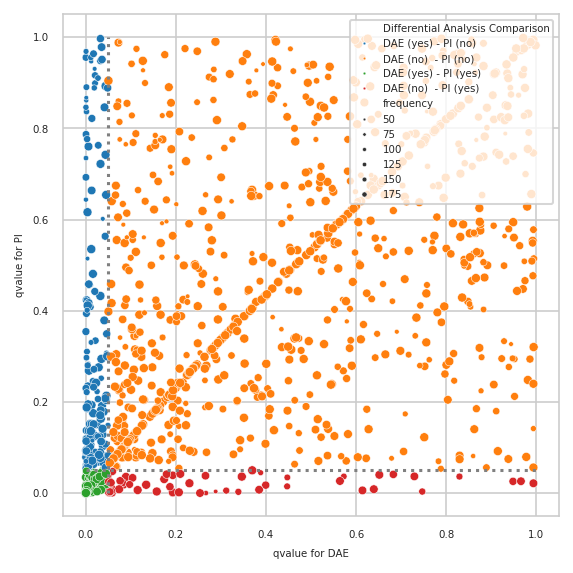 Differential Analysis Comparison
DAE (yes) - PI (no)
DAE (no) - PI (no)
DAE (yes) - PI (yes)
DAE (no) - PI (yes)
frequency
50
75
100
125
150
175
1.0
0.8
0.6
0.4
0.2
0.0
qvalue for PI
0.0 0.2 0.4 0.6 0.8 1.0
qvalue for DAE